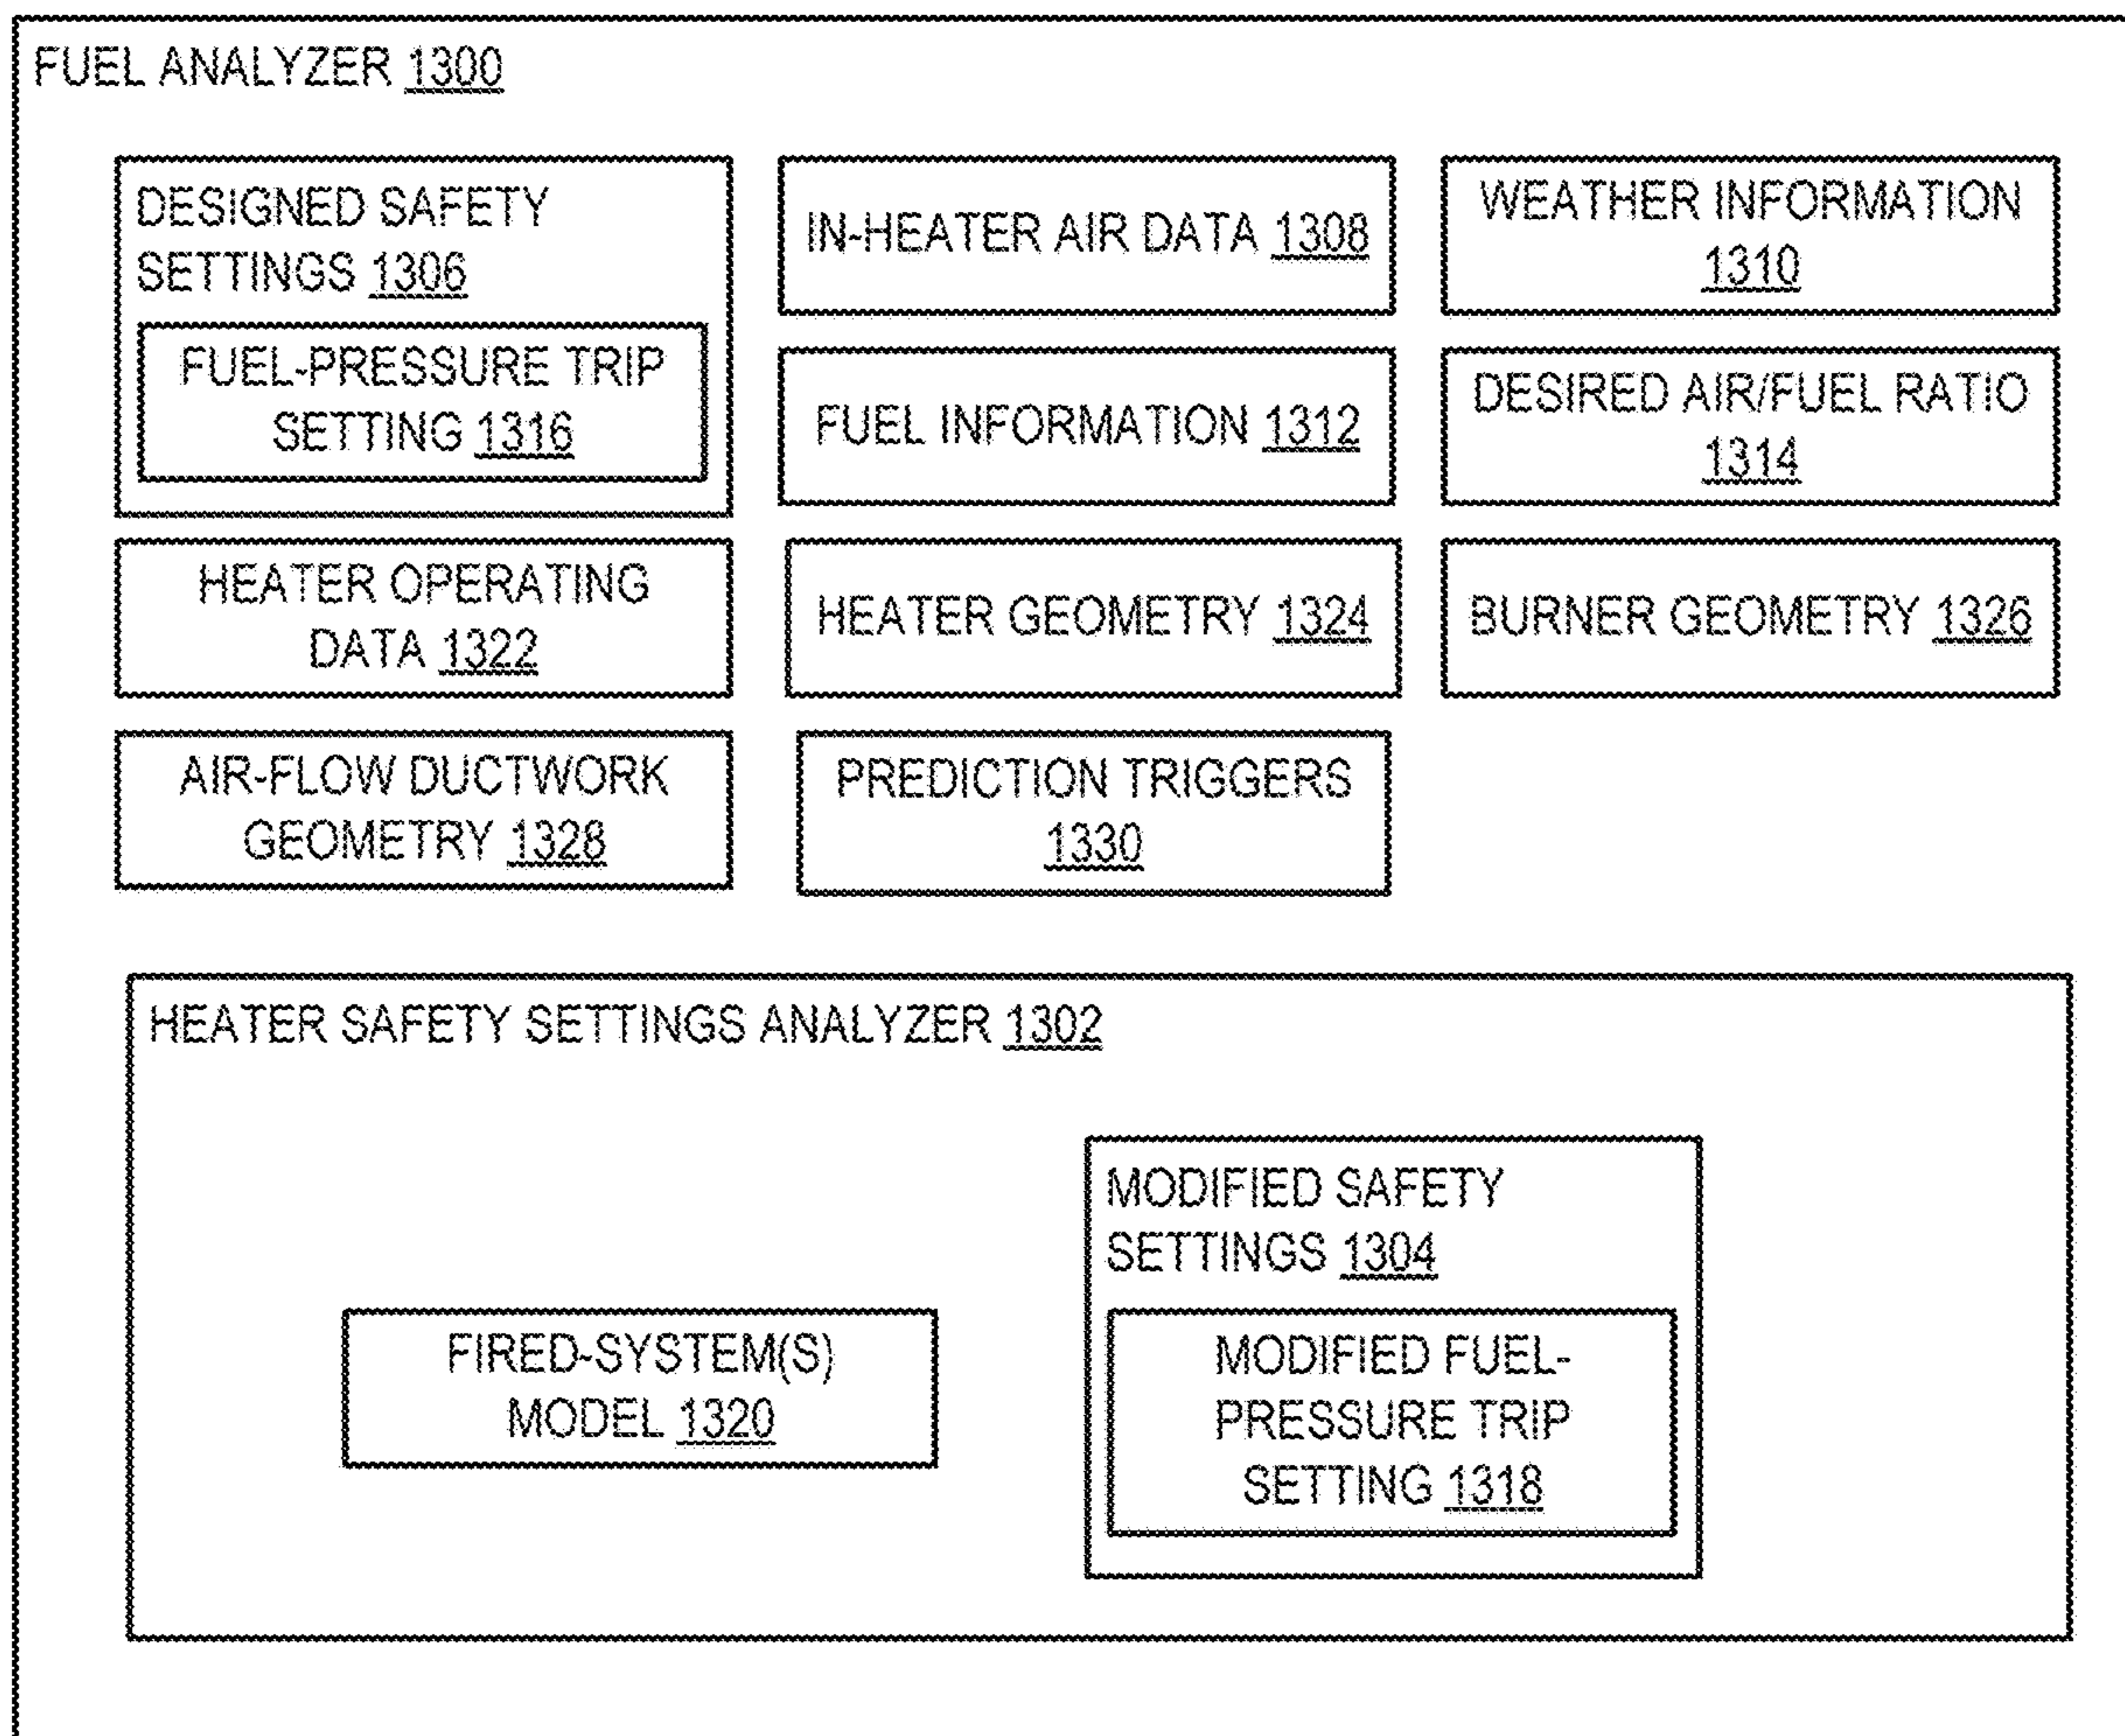 FUEL ANALYZER 1300
DESIGNED SAFETY
SETTINGS 1306
FUEL-PRESSURE TRIP
SETTING 1316
IN-HEATER AIR DATA 1308
WEATHER INFORMATION
1310
FUEL INFORMATION 1312
DESIRED AIR/FUEL RATIO
1314
HEATER OPERATING
DATA 1322
HEATER GEOMETRY 1324
BURNER GEOMETRY 1326
AIR-FLOW DUCTWORK
GEOMETRY 1328
PREDICTION TRIGGERS
1330
HEATER SAFETY SETTINGS ANALYZER 1302
FIRED-SYSTEM(S)
MODEL 1320
MODIFIED SAFETY
SETTINGS 1304
MODIFIED FUEL-
PRESSURE TRIP
SETTING 1318